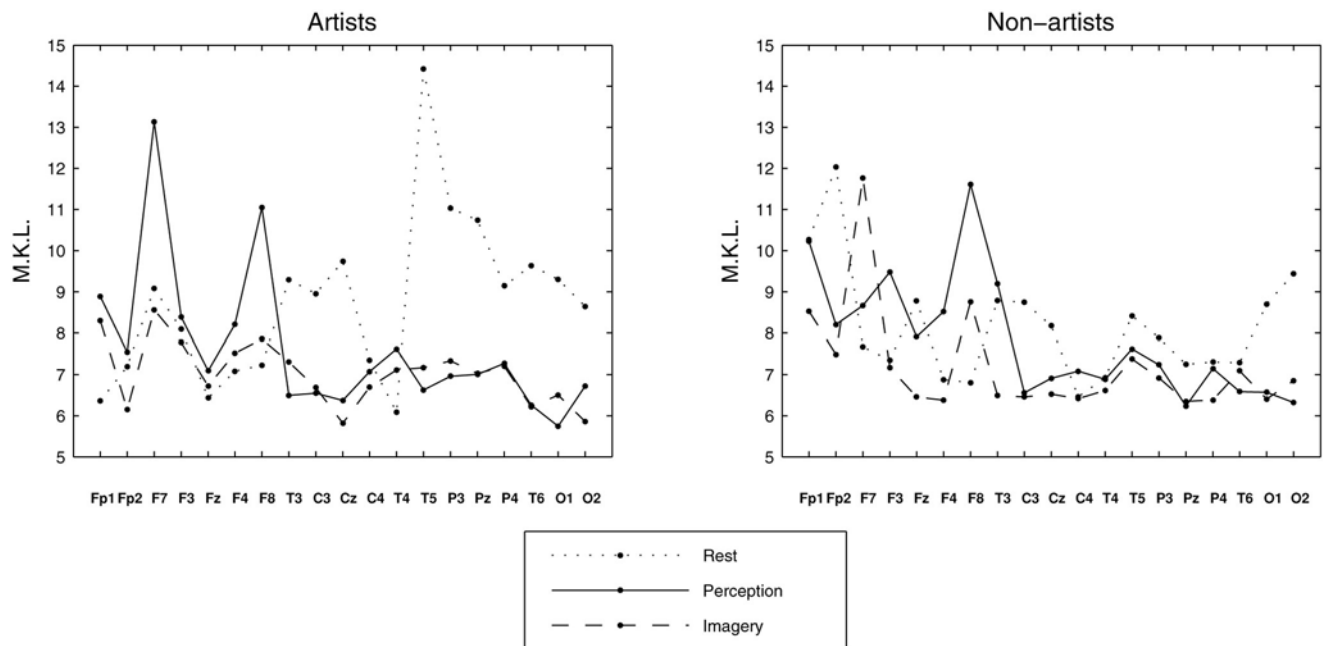 Artists
M.K.L.
15
14
13
12
11
10
9
8
7
6
5
Fp1 Fp2 F7 F3 Fz F4 F8 T3 C3 Cz C4 T4 T5 P3 Pz P4 T6 O1 O2
Non-artists
M.K.L.
15
14
13
12
11
10
9
8
7
6
5
Fp1 Fp2 F7 F3 Fz F4 F8 T3 C3 Cz C4 T4 T5 P3 Pz P4 T6 O1 O2
Rest
Perception
Imagery